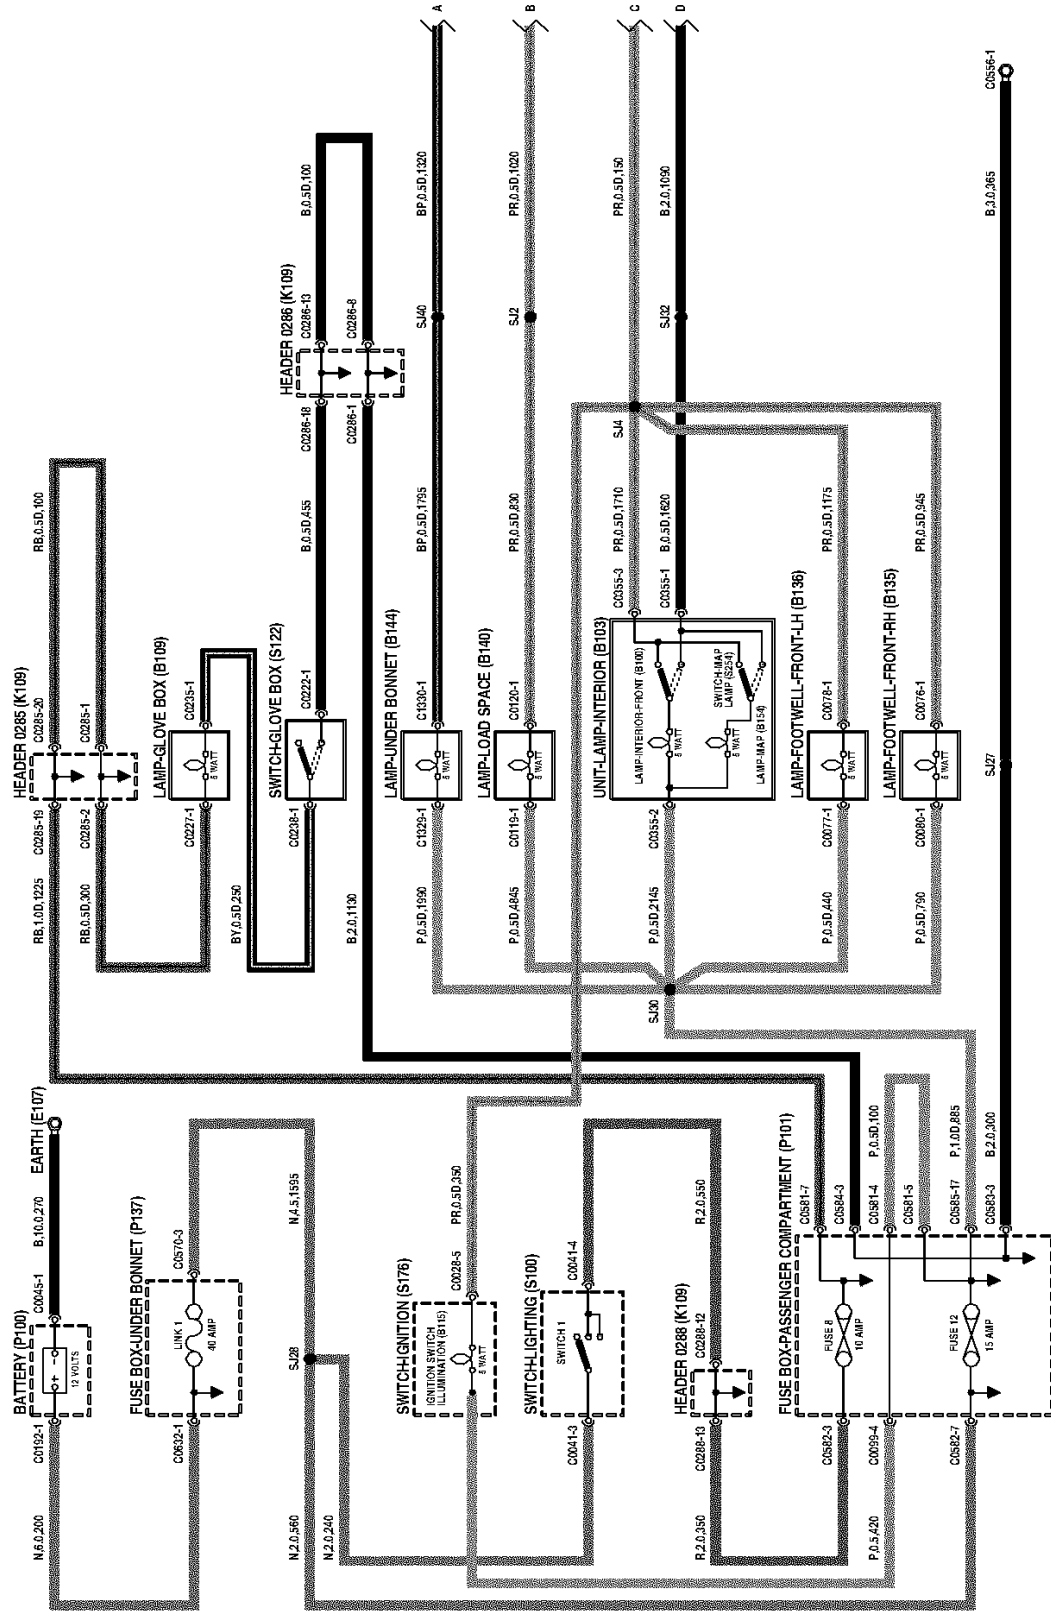 BATTERY (P100)
C0192-1
C0045-1
12 VOLTS
N,6.0,200
B,10.0,270
EARTH (E107)
FUSE BOX-UNDER BONNET (P137)
C0632-1
C0570-3
LINK 1
40 AMP
N,4.5,1595
SJ28
N,2.0,560
N,2.0,240
SWITCH-IGNITION (S176)
IGNITION SWITCH
ILLUMINATION (B115)
5 WATT
C0028-5
PR,0.5D,350
SWITCH-LIGHTING (S100)
SWITCH 1
C0041-3
C0041-4
R,2.0,550
HEADER 0288 (K109)
C0288-13
C0288-12
R,2.0,350
FUSE BOX-PASSENGER COMPARTMENT (P101)
C0582-3
C0099-4
C0582-7
P,0.5,420
FUSE 8
10 AMP
FUSE 12
15 AMP
C0581-7
C0584-3
C0581-4
C0581-5
C0585-17
C0583-3
P,0.5D,100
P,1.0D,885
B,2.0,300
HEADER 0285 (K109)
C0285-19
C0285-20
C0285-2
C0285-1
RB,1.0D,1225
RB,0.5D,300
RB,0.5D,100
LAMP-GLOVE BOX (B109)
C0227-1
C0235-1
5 WATT
BY,0.5D,250
SWITCH-GLOVE BOX (S122)
C0238-1
C0222-1
B,2.0,1130
B,0.5D,455
HEADER 0286 (K109)
C0286-18
C0286-13
C0286-1
C0286-8
B,0.5D,100
LAMP-UNDER BONNET (B144)
C1329-1
C1330-1
5 WATT
P,0.5D,1990
BP,0.5D,1795
SJ40
BP,0.5D,1320
A
LAMP-LOAD SPACE (B140)
C0119-1
C0120-1
5 WATT
P,0.5D,4845
PR,0.5D,830
SJ2
PR,0.5D,1020
B
UNIT-LAMP-INTERIOR (B103)
LAMP-INTERIOR-FRONT (B100)
5 WATT
SWITCH-MAP
LAMP (S254)
5 WATT
LAMP-MAP (B154)
C0355-2
C0355-3
C0355-1
SJ30
P,0.5D,2145
PR,0.5D,1710
B,0.5D,1620
SJ4
SJ32
PR,0.5D,150
B,2.0,1090
C
D
LAMP-FOOTWELL-FRONT-LH (B136)
C0077-1
C0078-1
5 WATT
P,0.5D,440
PR,0.5D,1175
LAMP-FOOTWELL-FRONT-RH (B135)
C0080-1
C0076-1
5 WATT
P,0.5D,790
PR,0.5D,945
SJ27
B,3.0,365
C0556-1